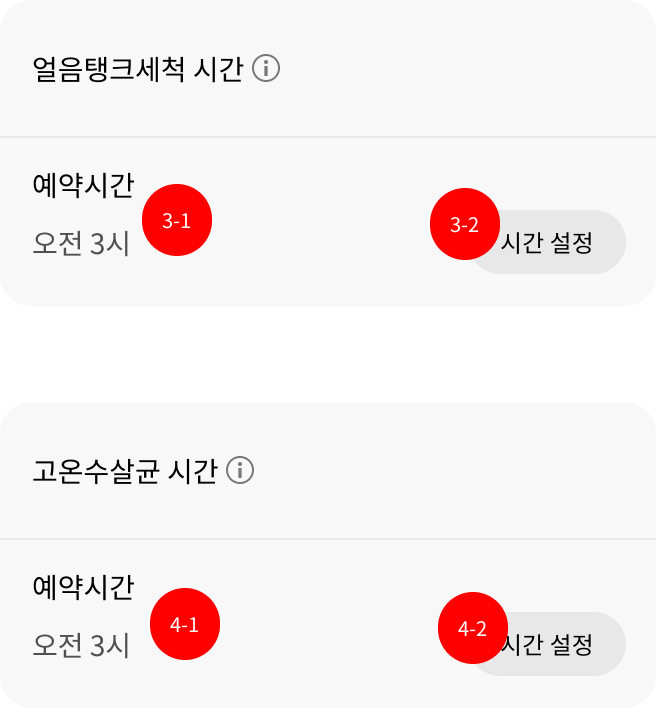 얼음탱크세척 시간
예약시간
오전 3시
3-1
3-2
시간 설정
고온수살균 시간
예약시간
오전 3시
4-1
4-2
시간 설정